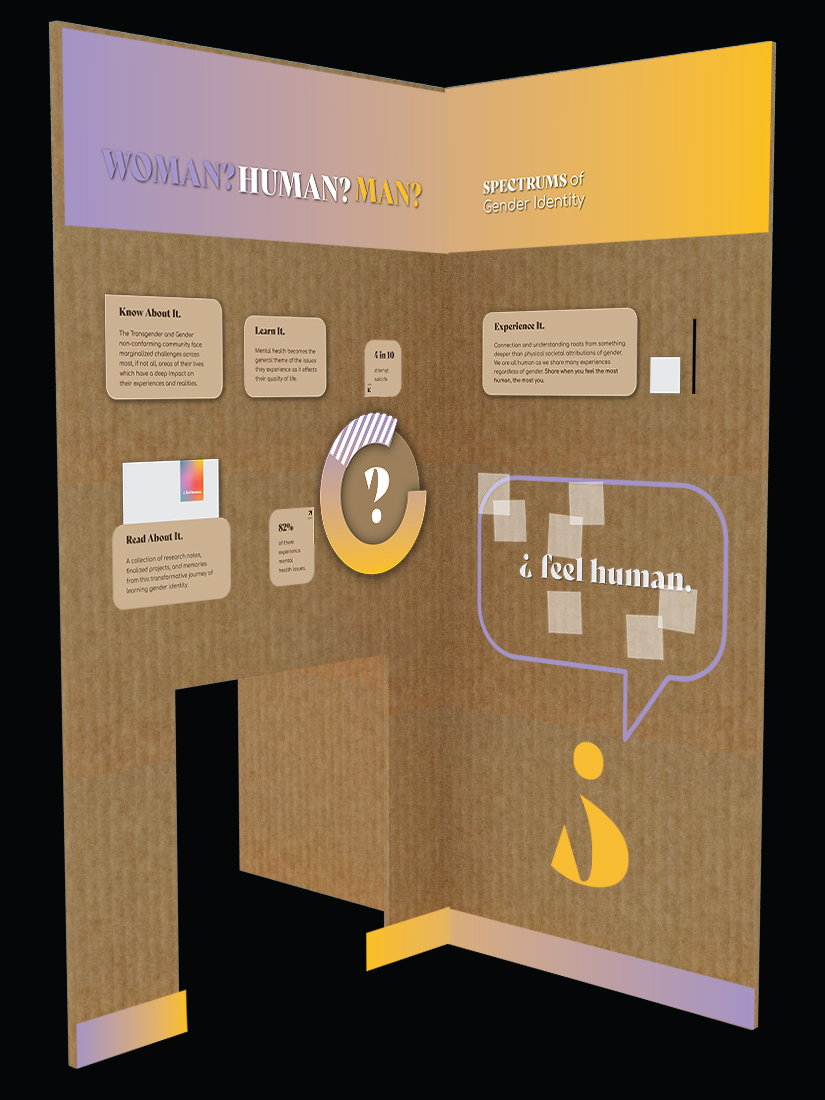 WOMAN? HUMAN? MAN?
SPECTRUMS of
Gender Identity
Know About It.
The Transgender and Gender
non-conforming community face
marginalized challenges across
most, if not all, areas of their lives
which have a deep impact on
their experiences and realities.
Learn It.
Mental health becomes the
general theme of the issues
they experience as it effects
their quality of life.
4 in 10
attempt
suicide
Experience It.
Connection and understanding roots from something
deeper than physical societal attributions of gender.
We are all human as we share many experiences
regardless of gender. Share when you feel the most
human, the most you.
?
Read About It.
A collection of research notes,
finalized projects, and memories
from this transformative journey of
learning gender identity.
82%
of them
experience
mental
health issues.
¿ feel human.
¿